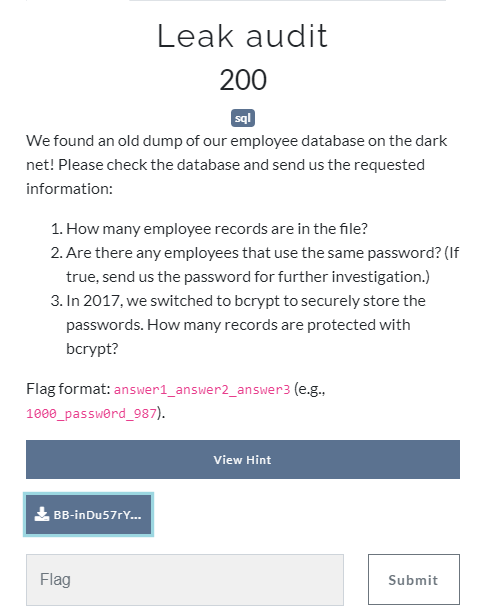 Leak audit
200
sql
We found an old dump of our employee database on the dark
net! Please check the database and send us the requested
information:
1. How many employee records are in the file?
2. Are there any employees that use the same password? (If
true, send us the password for further investigation.)
3. In 2017, we switched to bcrypt to securely store the
passwords. How many records are protected with
bcrypt?
Flag format: answer1_answer2_answer3 (e.g.,
1000_passw0rd_987).
View Hint
BB-inDu57rY...
Flag
Submit